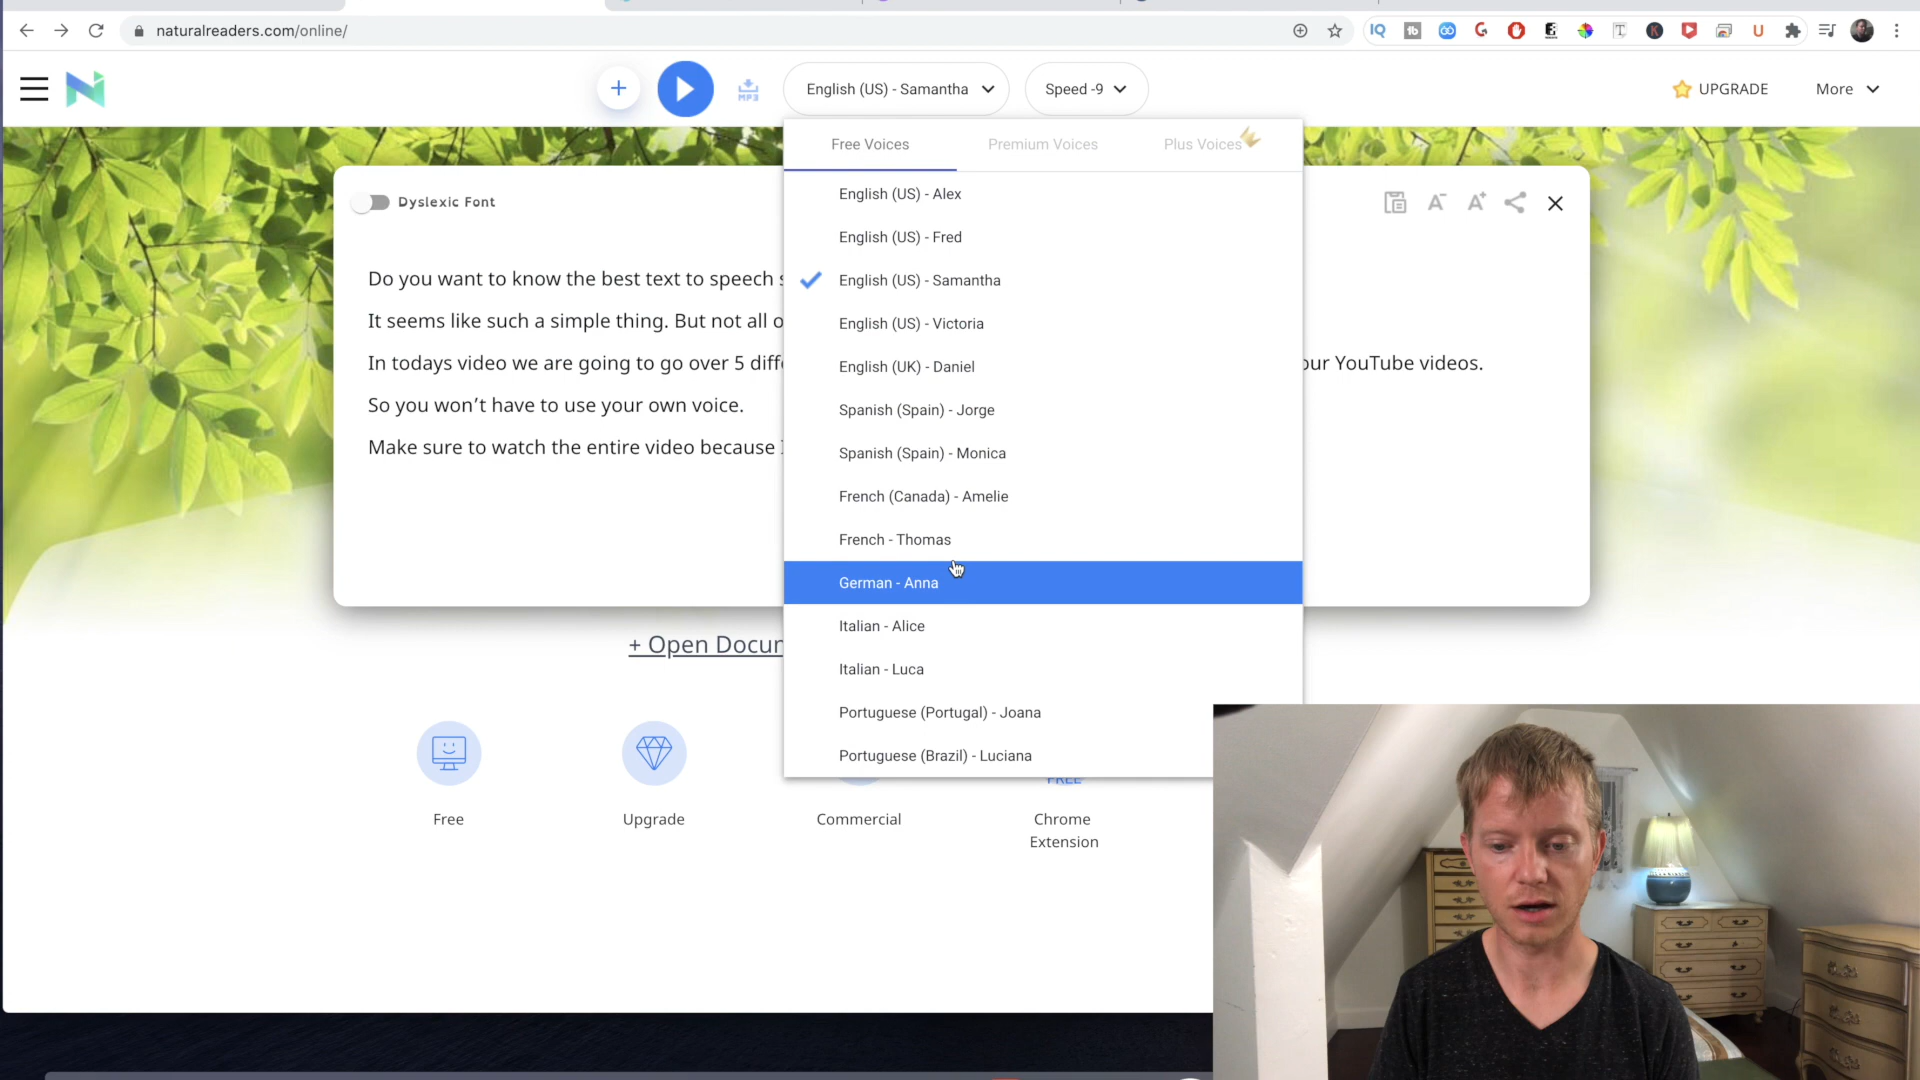 naturalreaders.com/online/
English (US) - Samantha
Speed -9
UPGRADE
More
MP3
Free Voices
Premium Voices
Plus Voices
Dyslexic Font
English (US) - Alex
English (US) - Fred
English (US) - Samantha
English (US) - Victoria
English (UK) - Daniel
Spanish (Spain) - Jorge
Spanish (Spain) - Monica
French (Canada) - Amelie
French - Thomas
German - Anna
Italian - Alice
Italian - Luca
Portuguese (Portugal) - Joana
Portuguese (Brazil) - Luciana
Do you want to know the best text to speech
It seems like such a simple thing. But not all
In todays video we are going to go over 5
our YouTube videos.
So you won't have to use your own voice.
Make sure to watch the entire video because
+ Open
FREE
Free
Upgrade
Commercial
Chrome
Extension